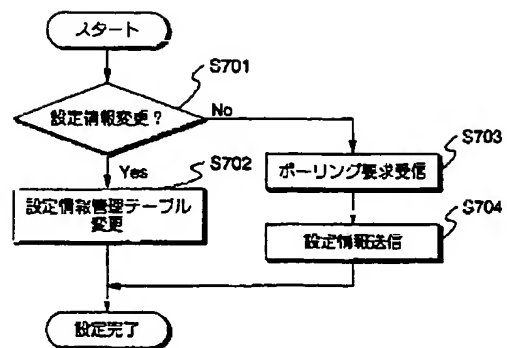 スタート
S701
設定情報変更？
No
Yes
S702
設定情報管理テーブル
変更
S703
ポーリング要求受信
S704
設定情報送信
設定完了